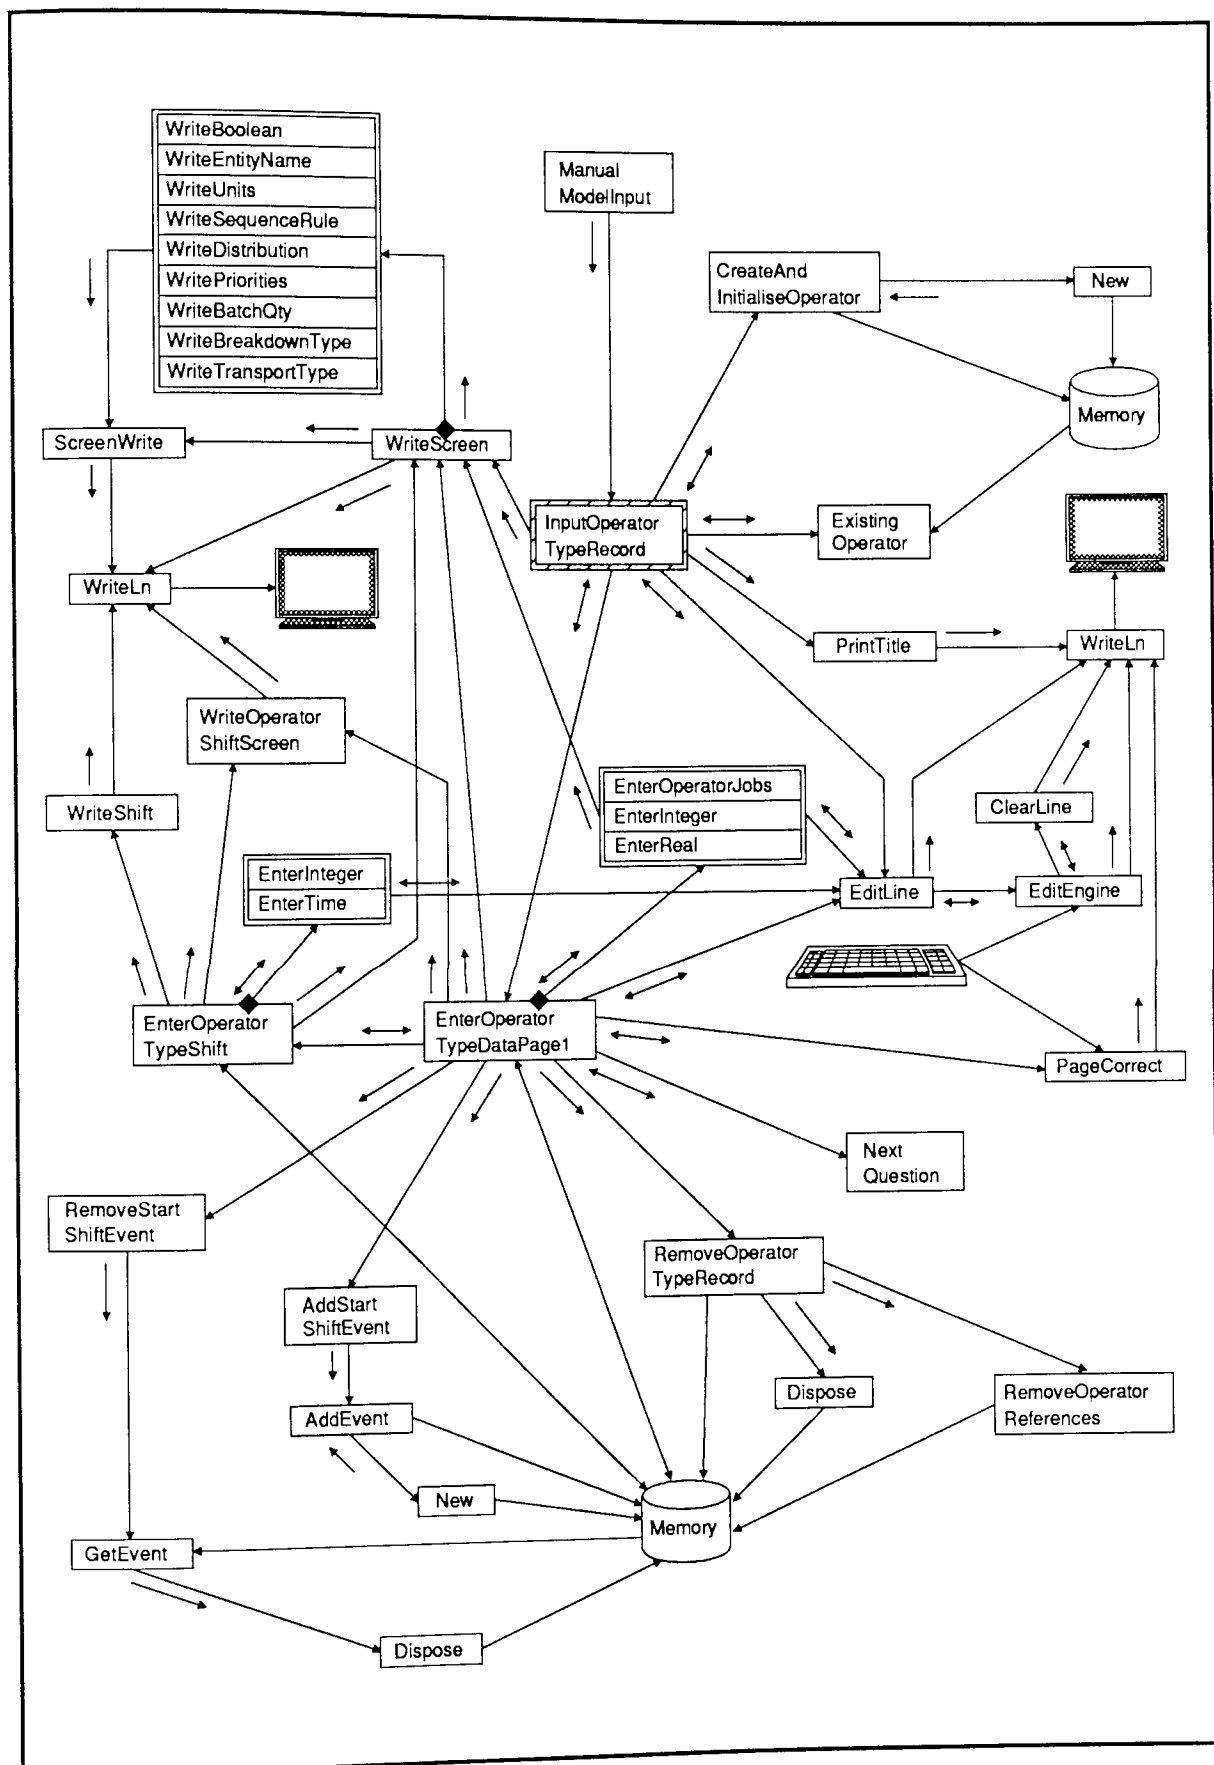 WriteBoolean
WriteEntityName
WriteUnits
WriteSequenceRule
WriteDistribution
WritePriorities
WriteBatchQty
WriteBreakdownType
WriteTransportType
Manual
ModelInput
CreateAnd
InitialiseOperator
New
Memory
ScreenWrite
WriteScreen
InputOperator
TypeRecord
Existing
Operator
WriteLn
PrintTitle
WriteLn
WriteOperator
ShiftScreen
WriteShift
EnterOperatorJobs
EnterInteger
EnterReal
ClearLine
EnterInteger
EnterTime
EditLine
EditEngine
EnterOperator
TypeShift
EnterOperator
TypeDataPage1
PageCorrect
Next
Question
RemoveStart
ShiftEvent
RemoveOperator
TypeRecord
AddStart
ShiftEvent
Dispose
RemoveOperator
References
AddEvent
New
Memory
GetEvent
Dispose